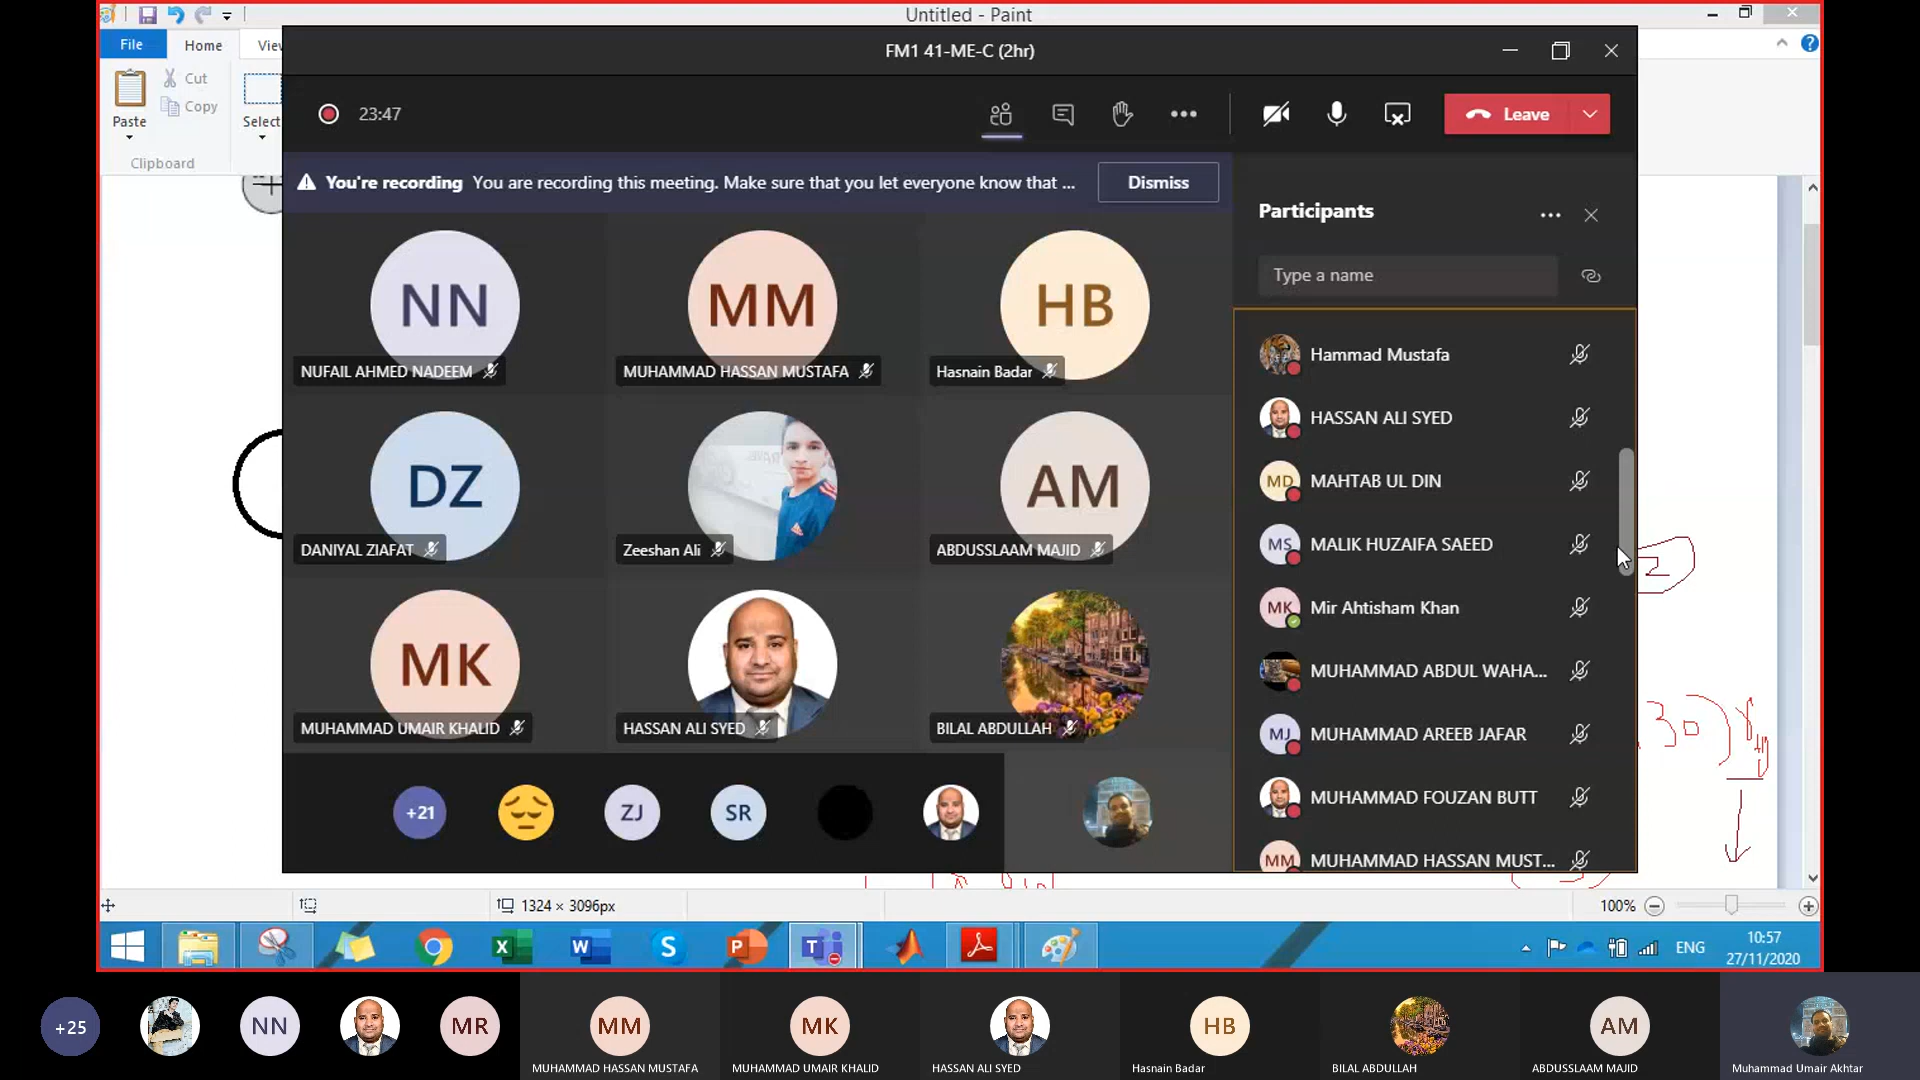 Untitled - Paint
File
Home
Vie
Cut
Copy
Paste
Select
Clipboard
FM1 41-ME-C (2hr)
23:47
Leave
You're recording You are recording this meeting. Make sure that you let everyone know that ...
Dismiss
Participants
Type a name
NN
NUFAIL AHMED NADEEM
MM
MUHAMMAD HASSAN MUSTAFA
HB
Hasnain Badar
DZ
DANIYAL ZIAFAT
Zeeshan Ali
AM
ABDUSSLAAM MAJID
MK
MUHAMMAD UMAIR KHALID
HASSAN ALI SYED
BILAL ABDULLAH
+21
ZJ
SR
Hammad Mustafa
HASSAN ALI SYED
MD MAHTAB UL DIN
MS MALIK HUZAIFA SAEED
MK Mir Ahtisham Khan
MUHAMMAD ABDUL WAHA...
MJ MUHAMMAD AREEB JAFAR
MUHAMMAD FOUZAN BUTT
MM MUHAMMAD HASSAN MUST...
30)
1324 × 3096px
100%
ENG
10:57
27/11/2020
+25
NN
MR
MM
MUHAMMAD HASSAN MUSTAFA
MK
MUHAMMAD UMAIR KHALID
HASSAN ALI SYED
HB
Hasnain Badar
BILAL ABDULLAH
AM
ABDUSSLAAM MAJID
Muhammad Umair Akhtar